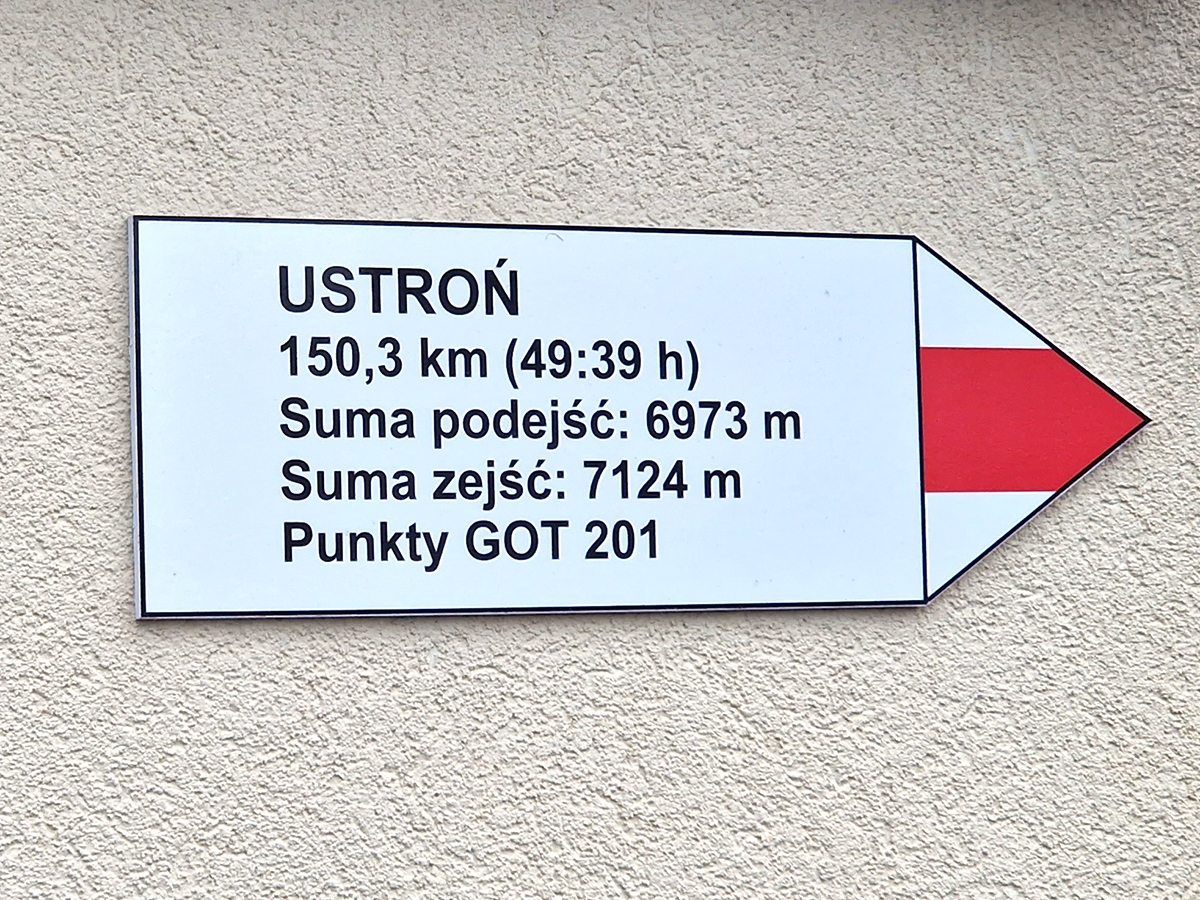 USTROŃ
150,3 km (49:39 h)
Suma podejść: 6973 m
Suma zejść: 7124 m
Punkty GOT 201